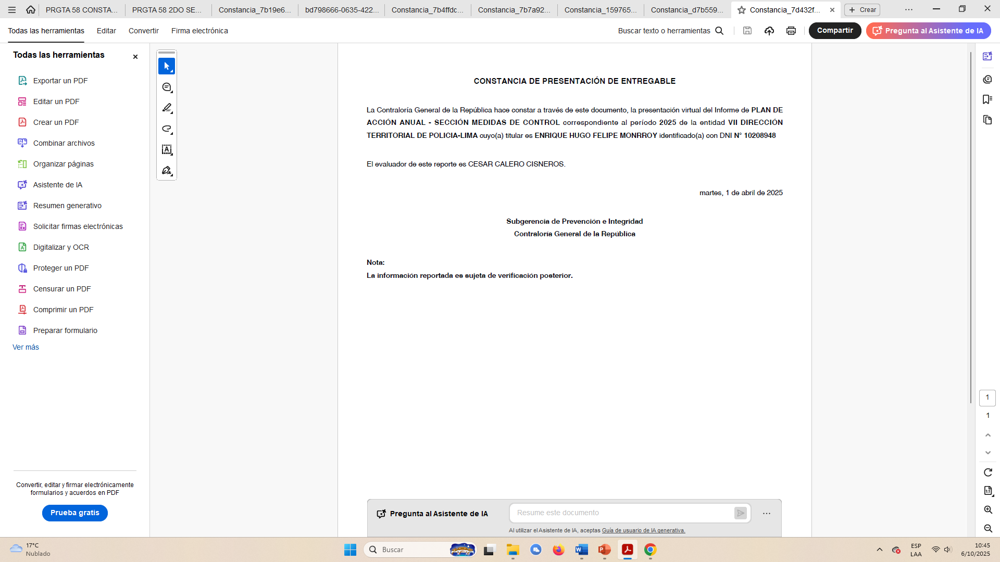 PRGTA 58 CONSTA...
PRGTA 58 2DO SE...
Constancia_7b19e6...
bd798666-0635-422...
Constancia_7b4ffdc...
Constancia_7b7a92...
Constancia_159765...
Constancia_d7b559...
Constancia_7d432f...
Crear
Todas las herramientas
Editar
Convertir
Firma electrónica
Buscar texto o herramientas
Compartir
Pregunta al Asistente de IA
Todas las herramientas
Exportar un PDF
Editar un PDF
Crear un PDF
Combinar archivos
Organizar páginas
Asistente de IA
Resumen generativo
Solicitar firmas electrónicas
Digitalizar y OCR
Proteger un PDF
Censurar un PDF
Comprimir un PDF
Preparar formulario
Ver más
Convertir, editar y firmar electrónicamente
formularios y acuerdos en PDF
Prueba gratis
CONSTANCIA DE PRESENTACIÓN DE ENTREGABLE
La Contraloría General de la República hace constar a través de este documento, la presentación virtual del Informe de PLAN DE
ACCIÓN ANUAL - SECCIÓN MEDIDAS DE CONTROL correspondiente al período 2025 de la entidad VII DIRECCIÓN
TERRITORIAL DE POLICIA-LIMA cuyo(a) titular es ENRIQUE HUGO FELIPE MONRROY identificado(a) con DNI N° 10208948
El evaluador de este reporte es CESAR CALERO CISNEROS.
martes, 1 de abril de 2025
Subgerencia de Prevención e Integridad
Contraloría General de la República
Nota:
La información reportada es sujeta de verificación posterior.
Pregunta al Asistente de IA
Resume este documento
Al utilizar el Asistente de IA, aceptas Guía de usuario de IA generativa.
1
1
17°C
Nublado
Buscar
ESP
LAA
10:45
6/10/2025